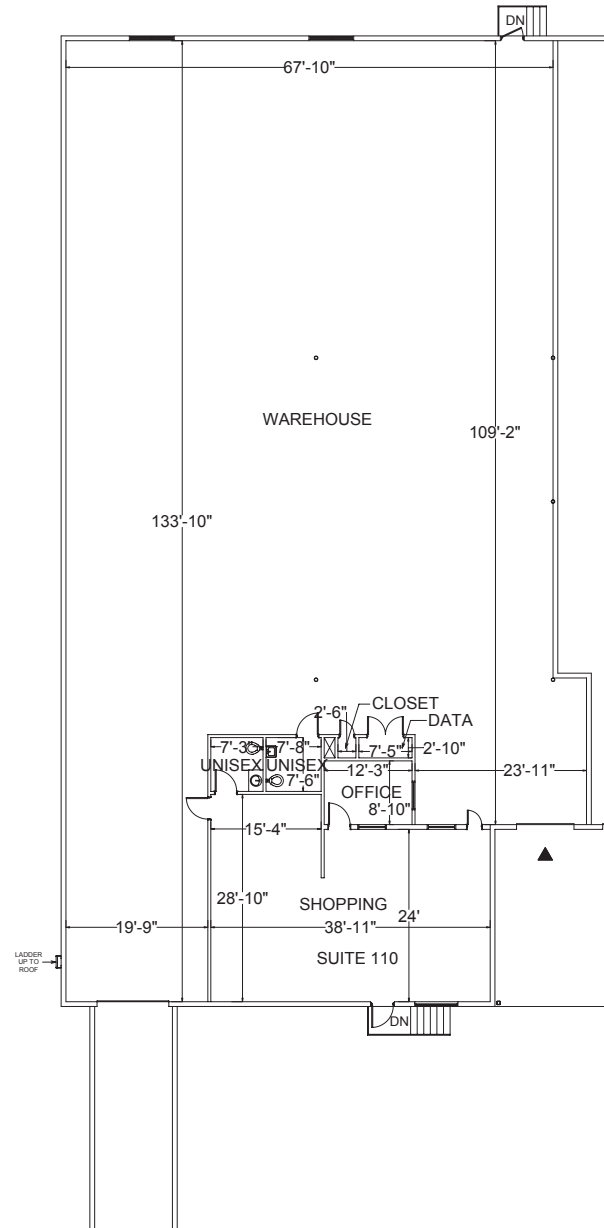 DN
67'-10"
WAREHOUSE
109'-2"
133'-10"
2'-6"
CLOSET
DATA
7'-3"
7'-8"
7'-5"
2'-10"
UNISEX
UNISEX
12'-3"
23'-11"
7'-6"
OFFICE
8'-10"
15'-4"
28'-10"
SHOPPING
24'
19'-9"
38'-11"
SUITE 110
LADDER
UP TO
ROOF
DN